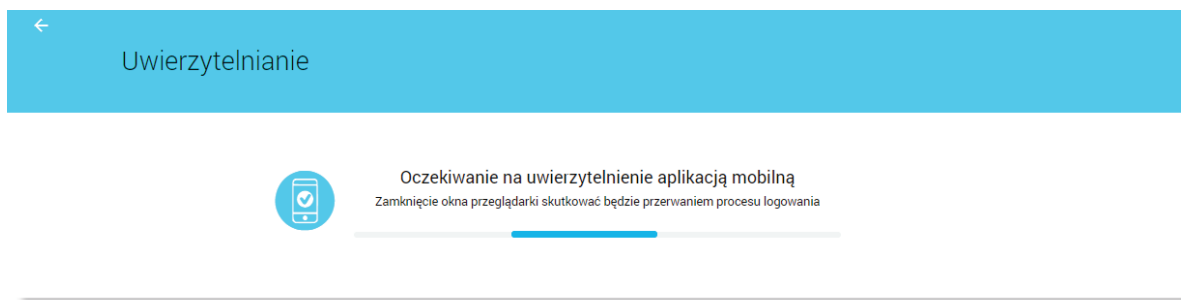 Uwierzytelnianie
Oczekiwanie na uwierzytelnienie aplikacją mobilną
Zamknięcie okna przeglądarki skutkować będzie przerwaniem procesu logowania